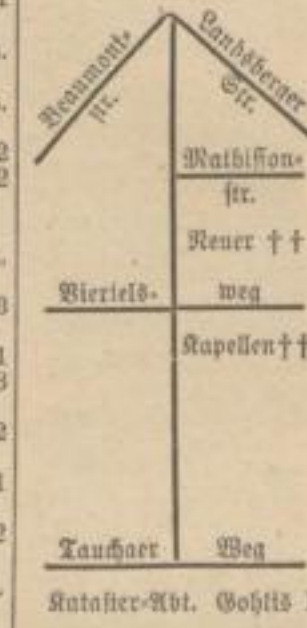 Beaumont-
str.
Landsberger
Str.
Mathisson-
str.
Neuer ††
Viertels- weg
Kapellen††
Tauchaer Weg
Kataster-Abt. Gohlis